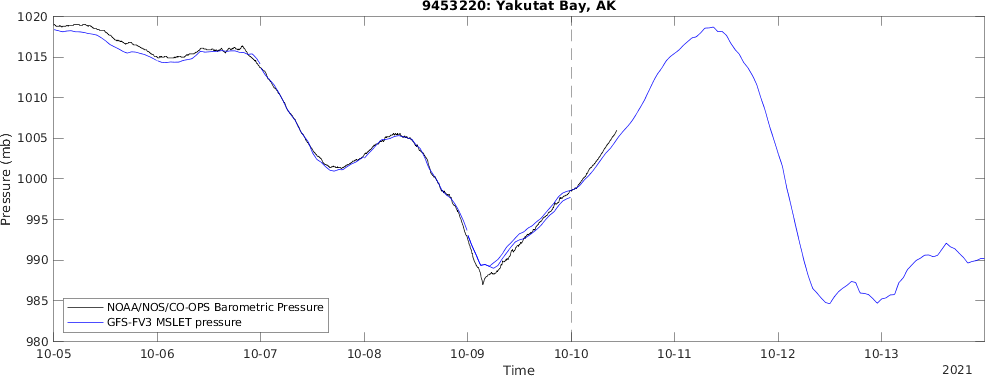 9453220: Yakutat Bay, AK
1020
1015
1010
1005
1000
995
990
985
980
Pressure (mb)
NOAA/NOS/CO-OPS Barometric Pressure
GFS-FV3 MSLET pressure
10-05 10-06 10-07 10-08 10-09 10-10 10-11 10-12 10-13
Time
2021